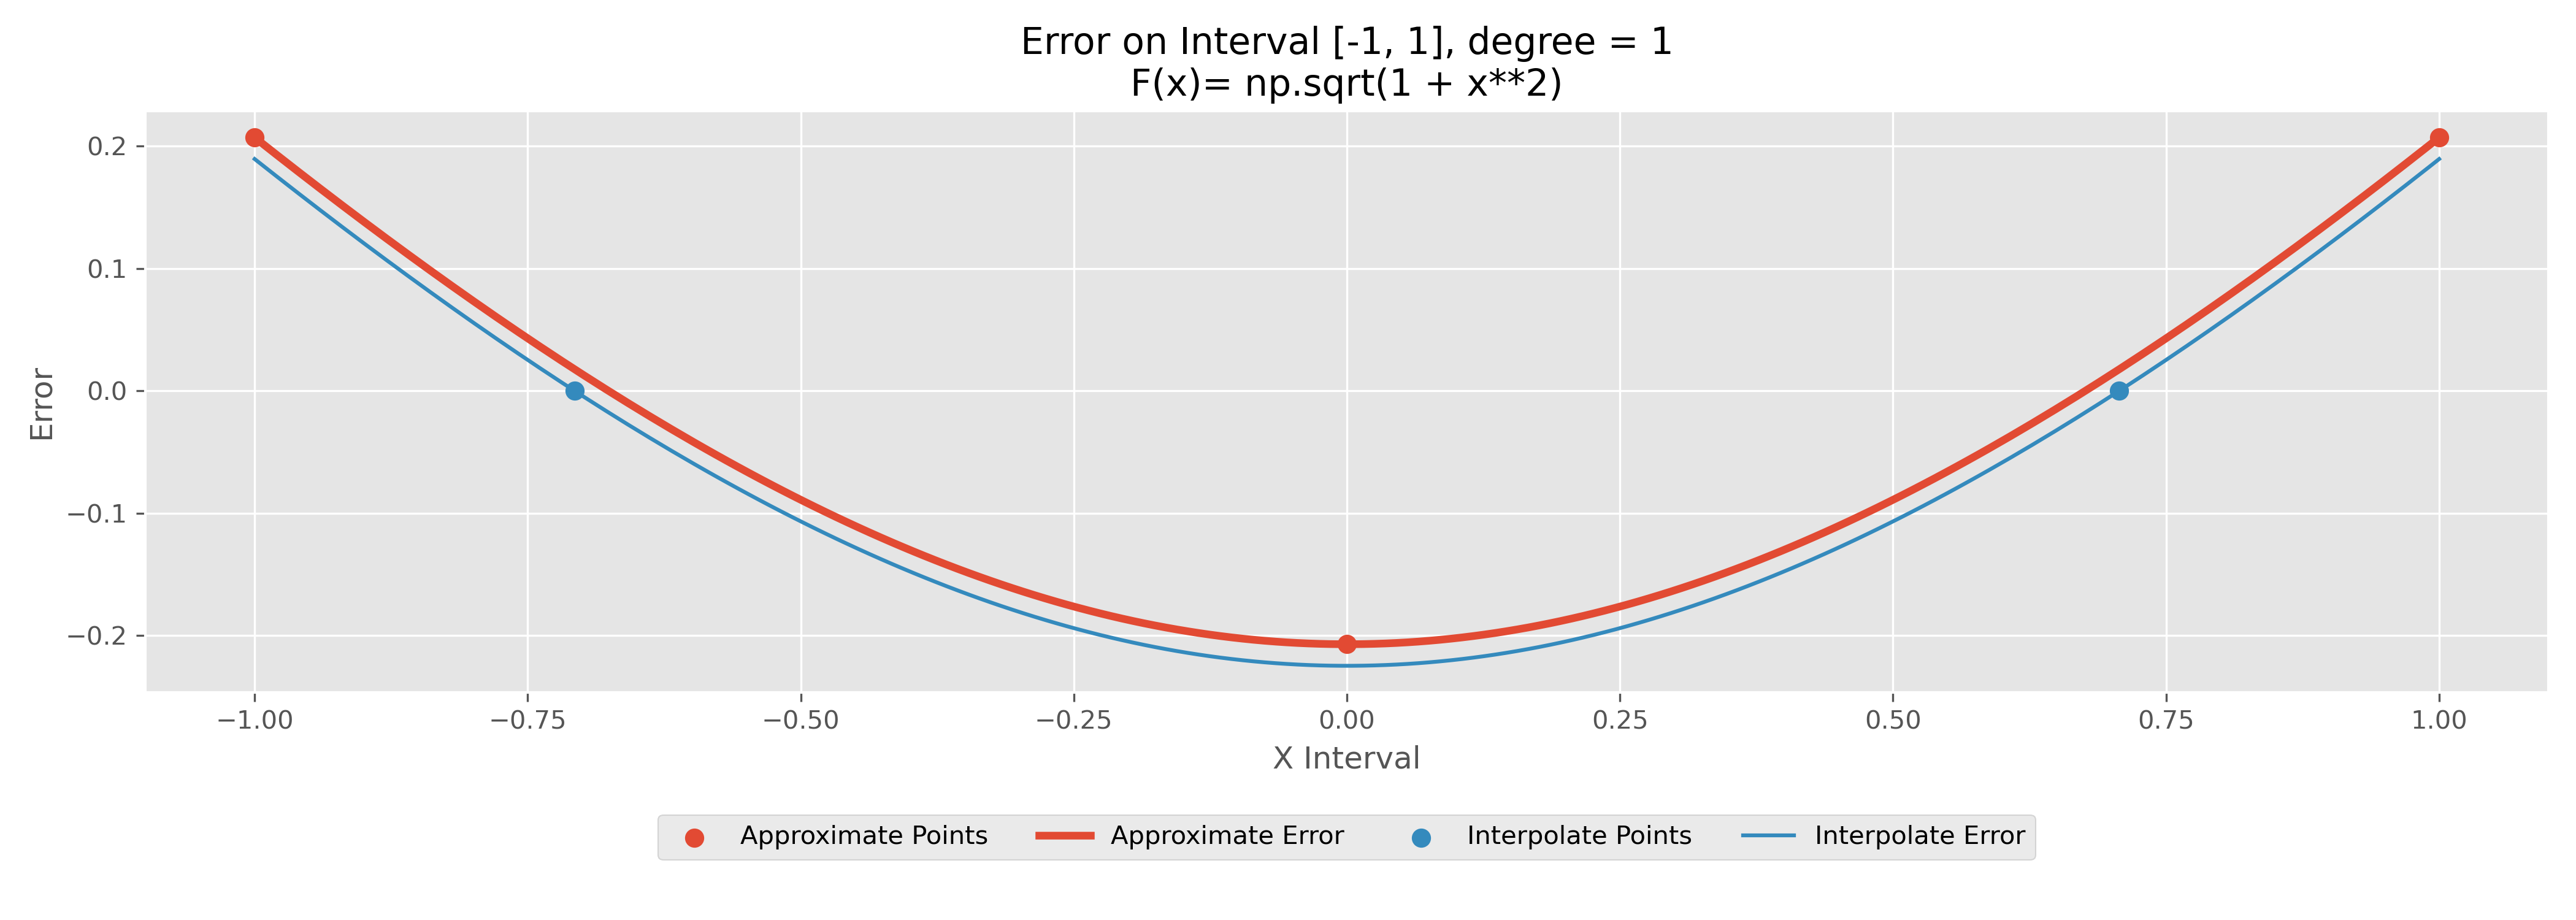 Error on Interval [-1, 1], degree = 1
F(x)= np.sqrt(1 + x**2)
0.2
0.1
0.0
−0.1
−0.2
Error
−1.00 −0.75 −0.50 −0.25 0.00 0.25 0.50 0.75 1.00
X Interval
Approximate Points Approximate Error Interpolate Points Interpolate Error